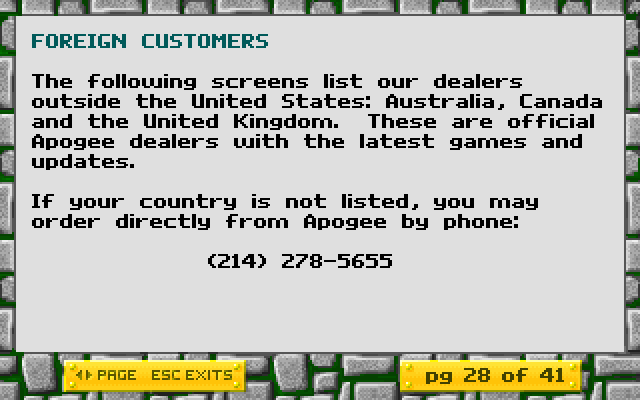 FOREIGN CUSTOMERS
The following screens list our dealers
outside the United States: Australia, Canada
and the United Kingdom.  These are official
Apogee dealers with the latest games and
updates.
If your country is not listed, you may
order directly from Apogee by phone:
(214) 278-5655
PAGE ESC EXITS
pg 28 of 41